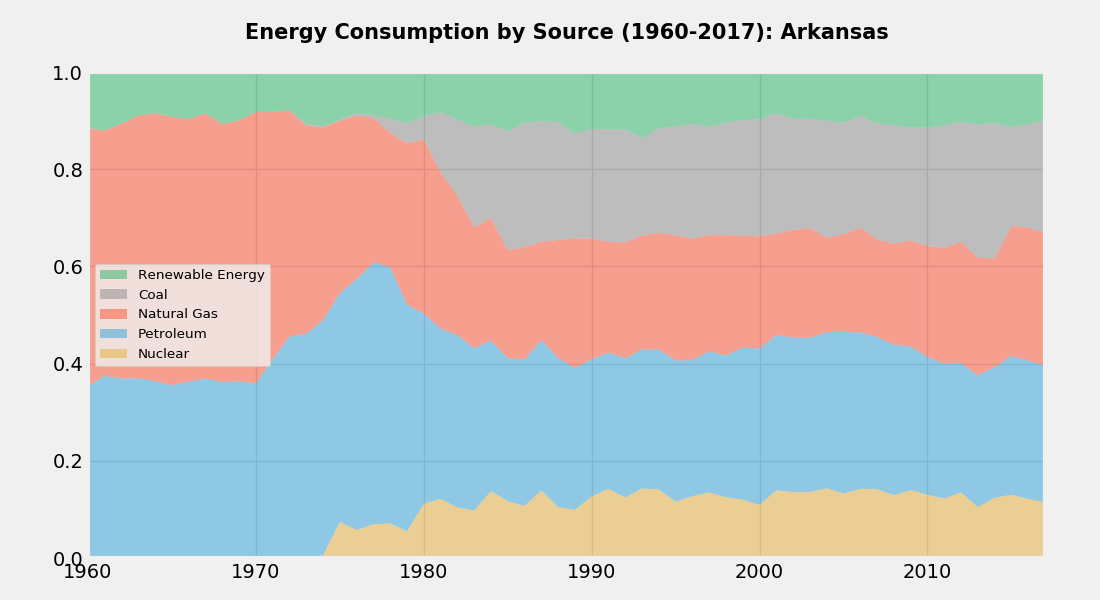 Energy Consumption by Source (1960-2017): Arkansas
1.0
0.8
0.6
0.4
0.2
0.0
Renewable Energy
Coal
Natural Gas
Petroleum
Nuclear
1960 1970 1980 1990 2000 2010